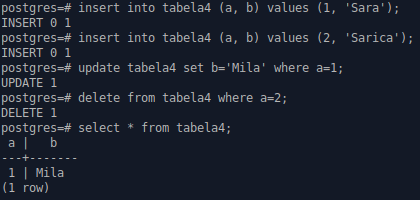 postgres=# insert into tabela4 (a, b) values (1, 'Sara');
INSERT 0 1
postgres=# insert into tabela4 (a, b) values (2, 'Sarica');
INSERT 0 1
postgres=# update tabela4 set b='Mila' where a=1;
UPDATE 1
postgres=# delete from tabela4 where a=2;
DELETE 1
postgres=# select * from tabela4;
 a |   b
---+-------
 1 | Mila
(1 row)